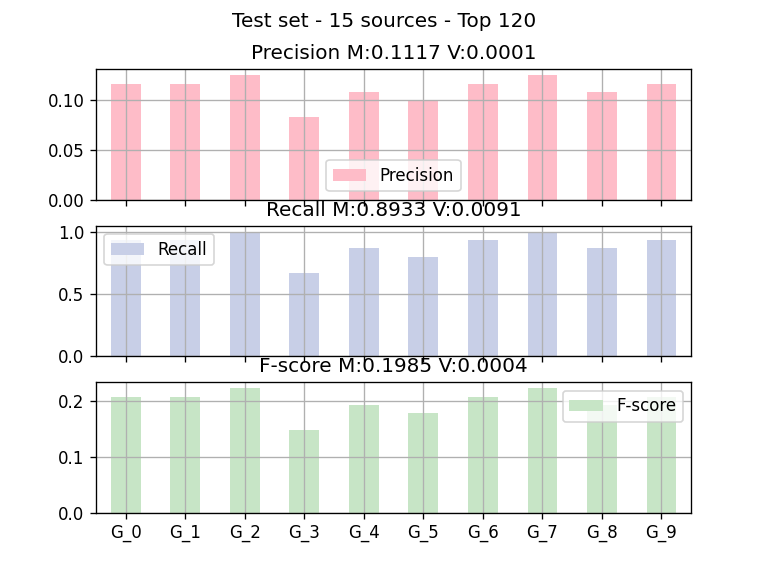 Test set - 15 sources - Top 120
Precision M:0.1117 V:0.0001
0.10
0.05
0.00
Precision
Recall M:0.8933 V:0.0091
1.0
0.5
0.0
Recall
F-score M:0.1985 V:0.0004
0.2
0.1
0.0
F-score
G_0 G_1 G_2 G_3 G_4 G_5 G_6 G_7 G_8 G_9